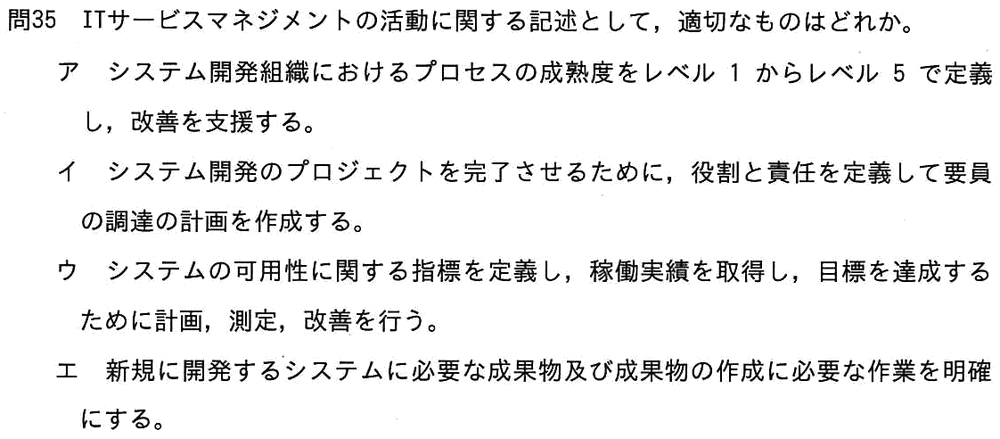 問35 ITサービスマネジメントの活動に関する記述として，適切なものはどれか。
ア システム開発組織におけるプロセスの成熟度をレベル 1 からレベル 5 で定義
し，改善を支援する。
イ システム開発のプロジェクトを完了させるために，役割と責任を定義して要員
の調達の計画を作成する。
ウ システムの可用性に関する指標を定義し，稼働実績を取得し，目標を達成する
ために計画，測定，改善を行う。
エ 新規に開発するシステムに必要な成果物及び成果物の作成に必要な作業を明確
にする。